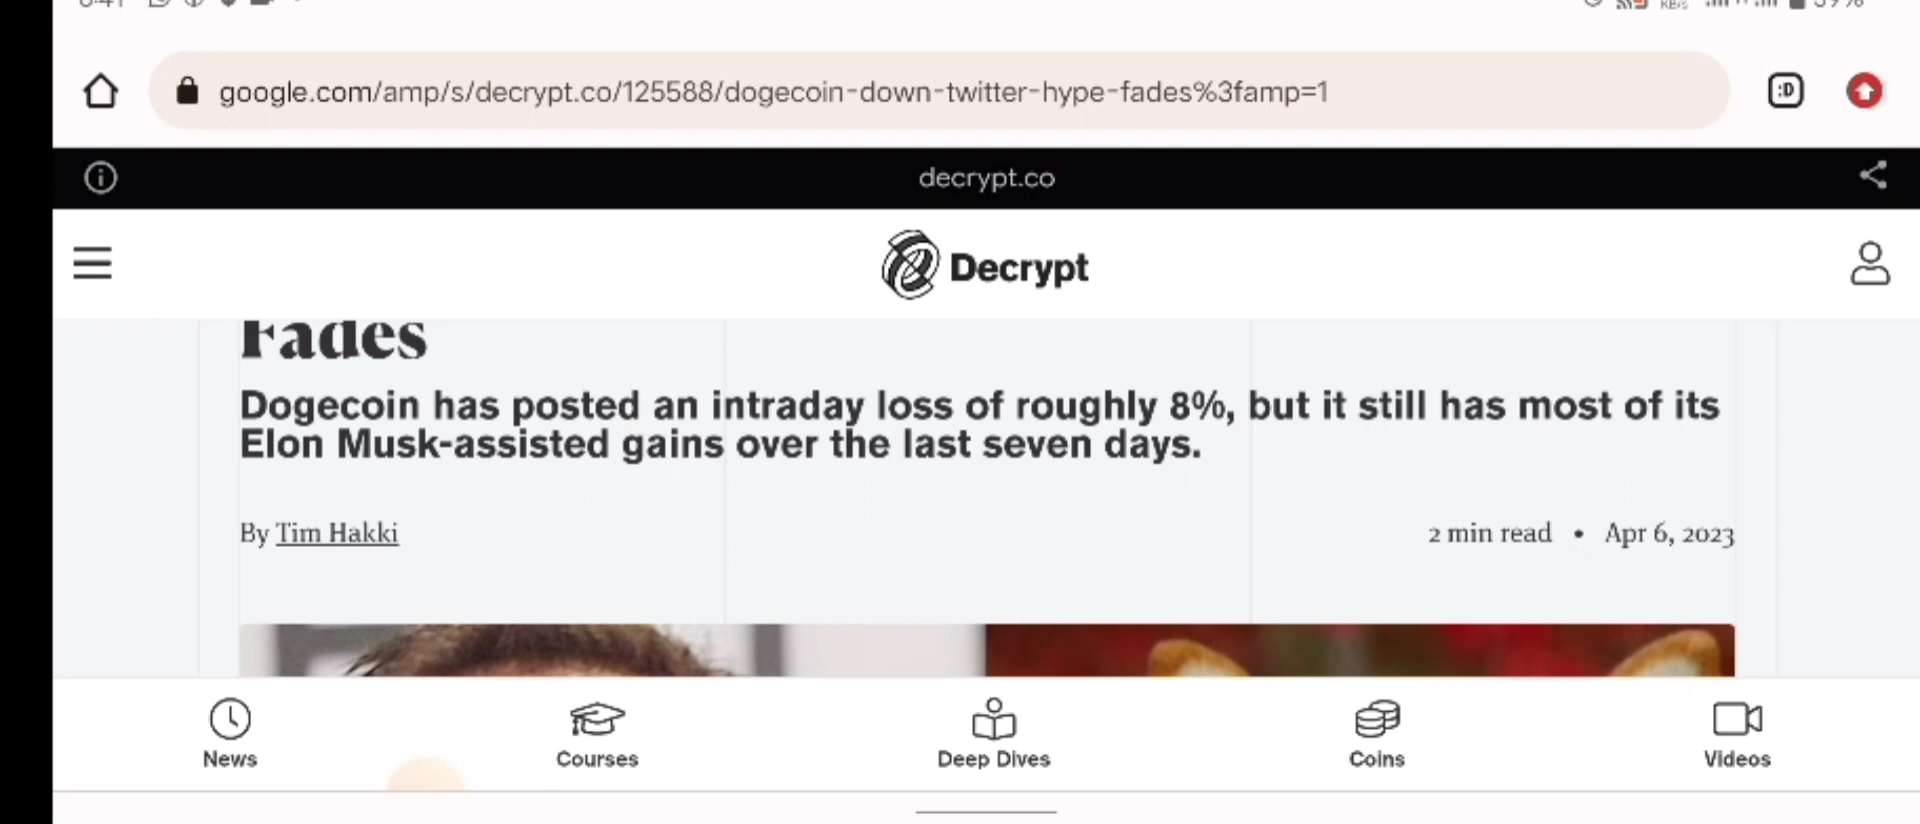 google.com/amp/s/decrypt.co/125588/dogecoin-down-twitter-hype-fades%3famp=1
:D
decrypt.co
Decrypt
Fades
Dogecoin has posted an intraday loss of roughly 8%, but it still has most of its
Elon Musk-assisted gains over the last seven days.
By Tim Hakki
2 min read • Apr 6, 2023
News
Courses
Deep Dives
Coins
Videos